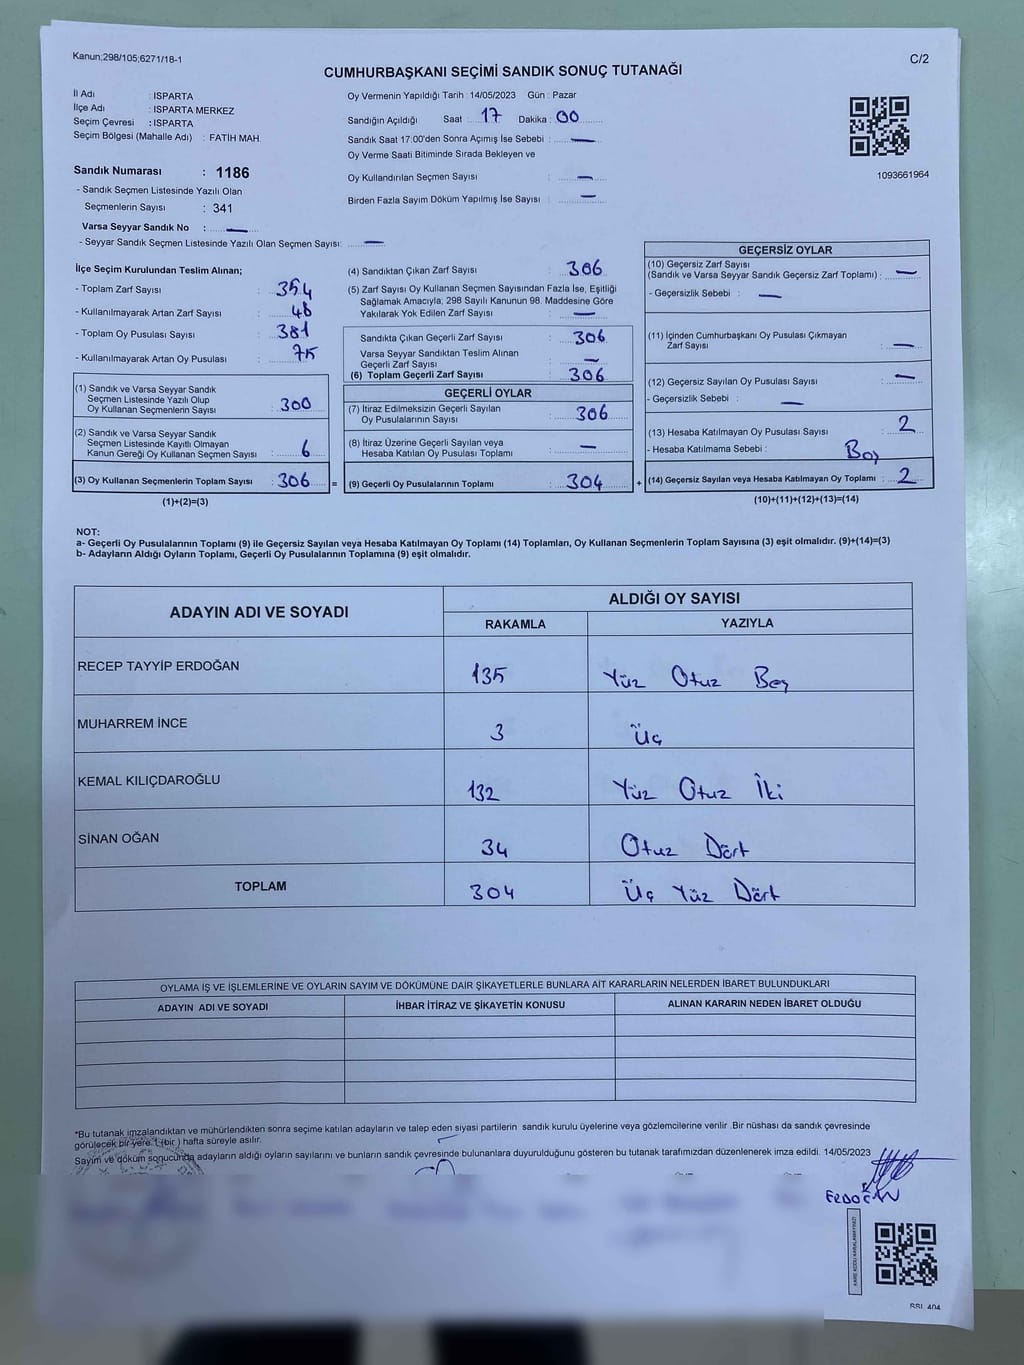 Kanun;298/105;6271/18-1
C/2
CUMHURBAŞKANI SEÇİMİ SANDIK SONUÇ TUTANAĞI
İl Adı : ISPARTA
İlçe Adı : ISPARTA MERKEZ
Seçim Çevresi : ISPARTA
Seçim Bölgesi (Mahalle Adı) : FATİH MAH.
Sandık Numarası : 1186
- Sandık Seçmen Listesinde Yazılı Olan
Seçmenlerin Sayısı : 341
Varsa Seyyar Sandık No : —
- Seyyar Sandık Seçmen Listesinde Yazılı Olan Seçmen Sayısı: —
Oy Vermenin Yapıldığı Tarih : 14/05/2023 Gün : Pazar
Sandığın Açıldığı Saat : 17 Dakika : 00
Sandık Saat 17:00'den Sonra Açımış İse Sebebi : —
Oy Verme Saati Bitiminde Sırada Bekleyen ve
Oy Kullandırılan Seçmen Sayısı : —
Birden Fazla Sayım Döküm Yapılmış İse Sayısı : —
1093661964
İlçe Seçim Kurulundan Teslim Alınan;
- Toplam Zarf Sayısı : 354
- Kullanılmayarak Artan Zarf Sayısı : 48
- Toplam Oy Pusulası Sayısı : 381
- Kullanılmayarak Artan Oy Pusulası : 75
(1) Sandık ve Varsa Seyyar Sandık
Seçmen Listesinde Yazılı Olup
Oy Kullanan Seçmenlerin Sayısı : 300
(2) Sandık ve Varsa Seyyar Sandık
Seçmen Listesinde Kayıtlı Olmayan
Kanun Gereği Oy Kullanan Seçmen Sayısı : 6
(3) Oy Kullanan Seçmenlerin Toplam Sayısı : 306 =
(1)+(2)=(3)
(4) Sandıktan Çıkan Zarf Sayısı : 306
(5) Zarf Sayısı Oy Kullanan Seçmen Sayısından Fazla İse, Eşitliği
Sağlamak Amacıyla; 298 Sayılı Kanunun 98. Maddesine Göre
Yakılarak Yok Edilen Zarf Sayısı : —
Sandıkta Çıkan Geçerli Zarf Sayısı : 306
Varsa Seyyar Sandıktan Teslim Alınan
Geçerli Zarf Sayısı : —
(6) Toplam Geçerli Zarf Sayısı : 306
GEÇERLİ OYLAR
(7) İtiraz Edilmeksizin Geçerli Sayılan
Oy Pusulalarının Sayısı : 306
(8) İtiraz Üzerine Geçerli Sayılan veya
Hesaba Katılan Oy Pusulası Toplamı : —
(9) Geçerli Oy Pusulalarının Toplamı : 304 +
GEÇERSİZ OYLAR
(10) Geçersiz Zarf Sayısı
(Sandık ve Varsa Seyyar Sandık Geçersiz Zarf Toplamı) : —
- Geçersizlik Sebebi : —
(11) İçinden Cumhurbaşkanı Oy Pusulası Çıkmayan
Zarf Sayısı : —
(12) Geçersiz Sayılan Oy Pusulası Sayısı : —
- Geçersizlik Sebebi : —
(13) Hesaba Katılmayan Oy Pusulası Sayısı : 2
- Hesaba Katılmama Sebebi : Boş
(14) Geçersiz Sayılan veya Hesaba Katılmayan Oy Toplamı : 2
(10)+(11)+(12)+(13)=(14)
NOT:
a- Geçerli Oy Pusulalarının Toplamı (9) ile Geçersiz Sayılan veya Hesaba Katılmayan Oy Toplamı (14) Toplamları, Oy Kullanan Seçmenlerin Toplam Sayısına (3) eşit olmalıdır. (9)+(14)=(3)
b- Adayların Aldığı Oyların Toplamı, Geçerli Oy Pusulalarının Toplamına (9) eşit olmalıdır.
ADAYIN ADI VE SOYADI
ALDIĞI OY SAYISI
RAKAMLA YAZIYLA
RECEP TAYYİP ERDOĞAN 135 Yüz Otuz Beş
MUHARREM İNCE 3 Üç
KEMAL KILIÇDAROĞLU 132 Yüz Otuz İki
SİNAN OĞAN 34 Otuz Dört
TOPLAM 304 Üç Yüz Dört
OYLAMA İŞ VE İŞLEMLERİNE VE OYLARIN SAYIM VE DÖKÜMÜNE DAİR ŞİKAYETLERLE BUNLARA AİT KARARLARIN NELERDEN İBARET BULUNDUKLARI
ADAYIN ADI VE SOYADI İHBAR İTİRAZ VE ŞİKAYETİN KONUSU ALINAN KARARIN NEDEN İBARET OLDUĞU
*Bu tutanak imzalandıktan ve mühürlendikten sonra seçime katılan adayların ve talep eden siyasi partilerin sandık kurulu üyelerine veya gözlemcilerine verilir .Bir nüshası da sandık çevresinde
görülecek bir yere 1 (bir ) hafta süreyle asılır.
Sayım ve döküm sonucunda adayların aldığı oyların sayılarını ve bunların sandık çevresinde bulunanlara duyurulduğunu gösteren bu tutanak tarafımızdan düzenlenerek imza edildi. 14/05/2023
ERDOĞAN